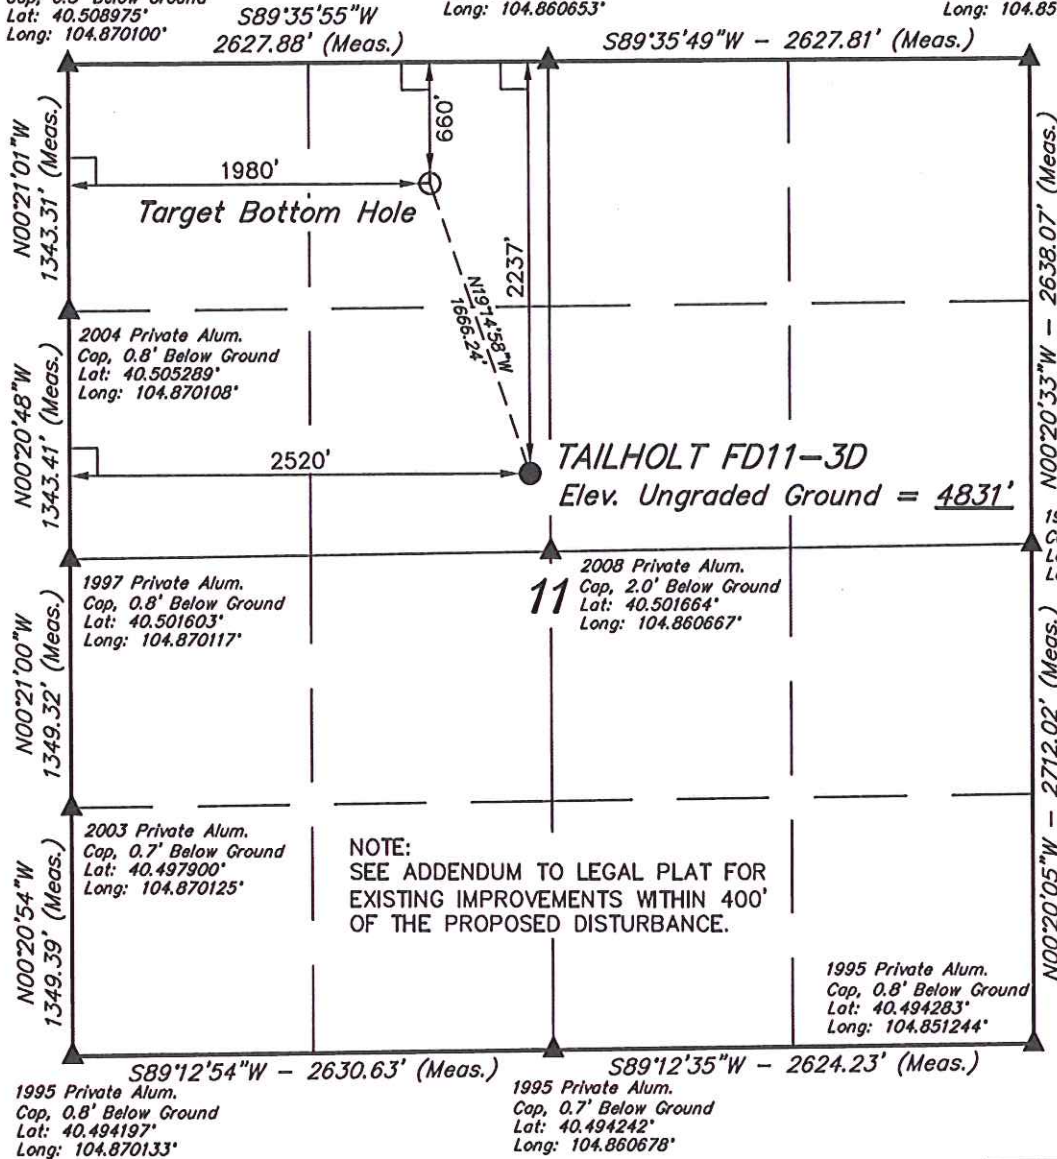 Lat: 40.508975°
Long: 104.870100°
S89°35'55"W
2627.88' (Meas.)
Long: 104.860653°
S89°35'49"W – 2627.81' (Meas.)
Long: 104.85
N00°21'01"W
1343.31' (Meas.)
660'
1980'
Target Bottom Hole
2237'
N19°14'58"W
1666.24'
N00°20'33"W – 2638.07' (Meas.)
2004 Private Alum.
Cap, 0.8' Below Ground
Lat: 40.505289°
Long: 104.870108°
N00°20'48"W
1343.41' (Meas.)
2520'
TAILHOLT FD11–3D
Elev. Ungraded Ground = 4831'
1997 Private Alum.
Cap, 0.8' Below Ground
Lat: 40.501603°
Long: 104.870117°
11
2008 Private Alum.
Cap, 2.0' Below Ground
Lat: 40.501664°
Long: 104.860667°
N00°21'00"W
1349.32' (Meas.)
2003 Private Alum.
Cap, 0.7' Below Ground
Lat: 40.497900°
Long: 104.870125°
N00°20'54"W
1349.39' (Meas.)
NOTE:
SEE ADDENDUM TO LEGAL PLAT FOR
EXISTING IMPROVEMENTS WITHIN 400'
OF THE PROPOSED DISTURBANCE.
N00°20'05"W – 2712.02' (Meas.)
1995 Private Alum.
Cap, 0.8' Below Ground
Lat: 40.494283°
Long: 104.851244°
S89°12'54"W – 2630.63' (Meas.)
S89°12'35"W – 2624.23' (Meas.)
1995 Private Alum.
Cap, 0.8' Below Ground
Lat: 40.494197°
Long: 104.870133°
1995 Private Alum.
Cap, 0.7' Below Ground
Lat: 40.494242°
Long: 104.860678°